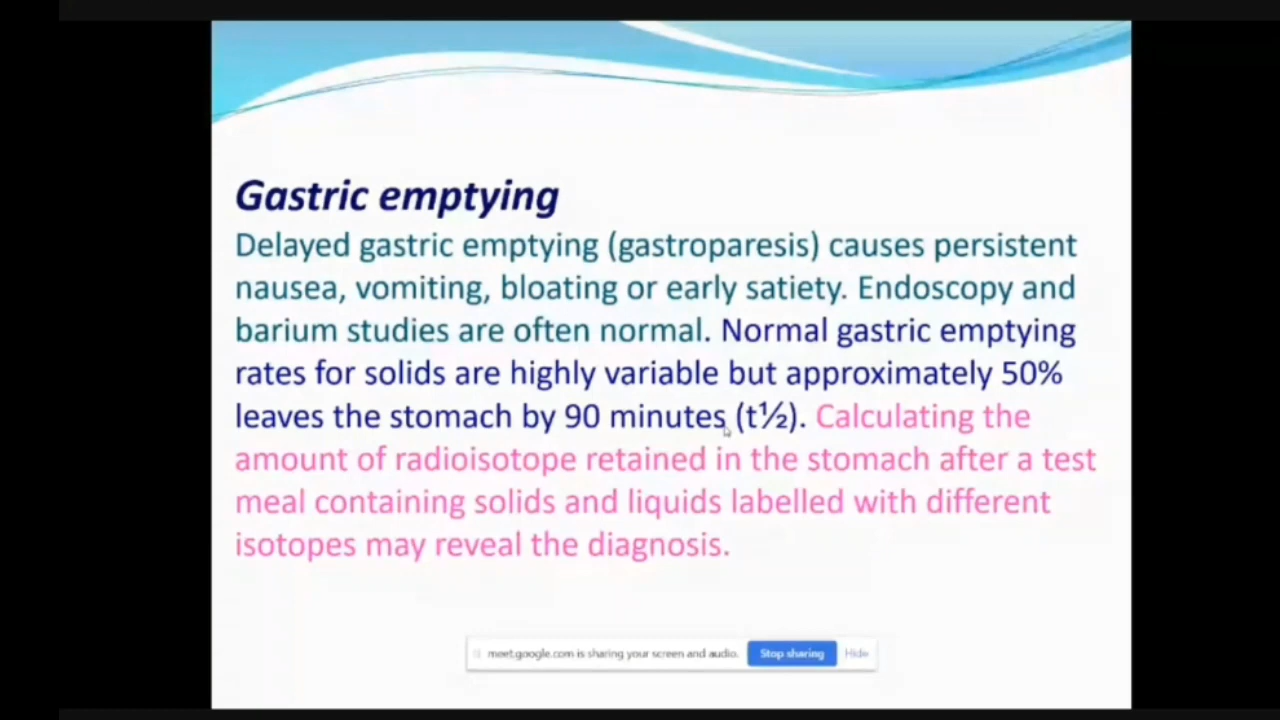 Gastric emptying
Delayed gastric emptying (gastroparesis) causes persistent
nausea, vomiting, bloating or early satiety. Endoscopy and
barium studies are often normal. Normal gastric emptying
rates for solids are highly variable but approximately 50%
leaves the stomach by 90 minutes (t½). Calculating the
amount of radioisotope retained in the stomach after a test
meal containing solids and liquids labelled with different
isotopes may reveal the diagnosis.
meet.google.com is sharing your screen and audio. Stop sharing Hide